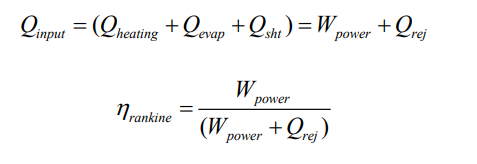 Q_input = (Q_heating + Q_evap + Q_sht) = W_power + Q_rej
η_rankine = W_power / (W_power + Q_rej)